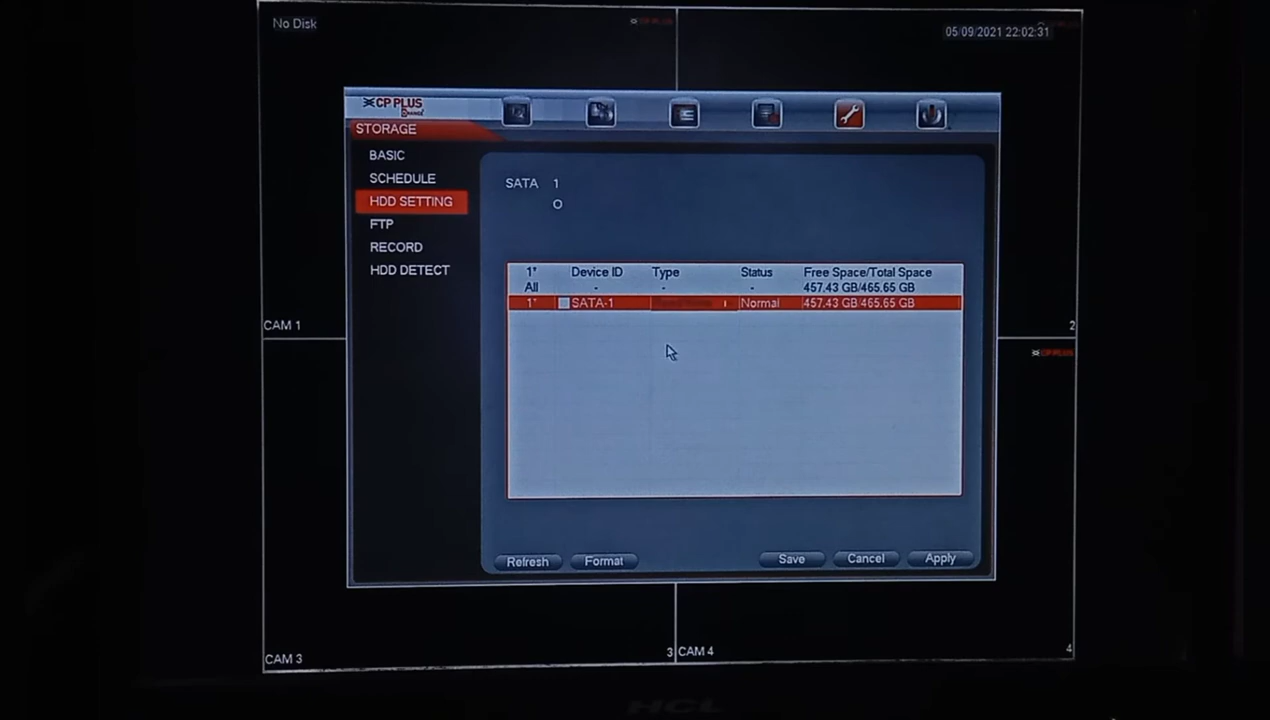 No Disk
05/09/2021 22:02:31
CP PLUS
STORAGE
BASIC
SCHEDULE
HDD SETTING
FTP
RECORD
HDD DETECT
SATA 1
O
1* Device ID Type Status Free Space/Total Space
All - - - 457.43 GB/465.65 GB
1* SATA-1 Normal 457.43 GB/465.65 GB
Refresh Format Save Cancel Apply
CAM 1
2
CP PLUS
CAM 3
3
CAM 4
4
HCL